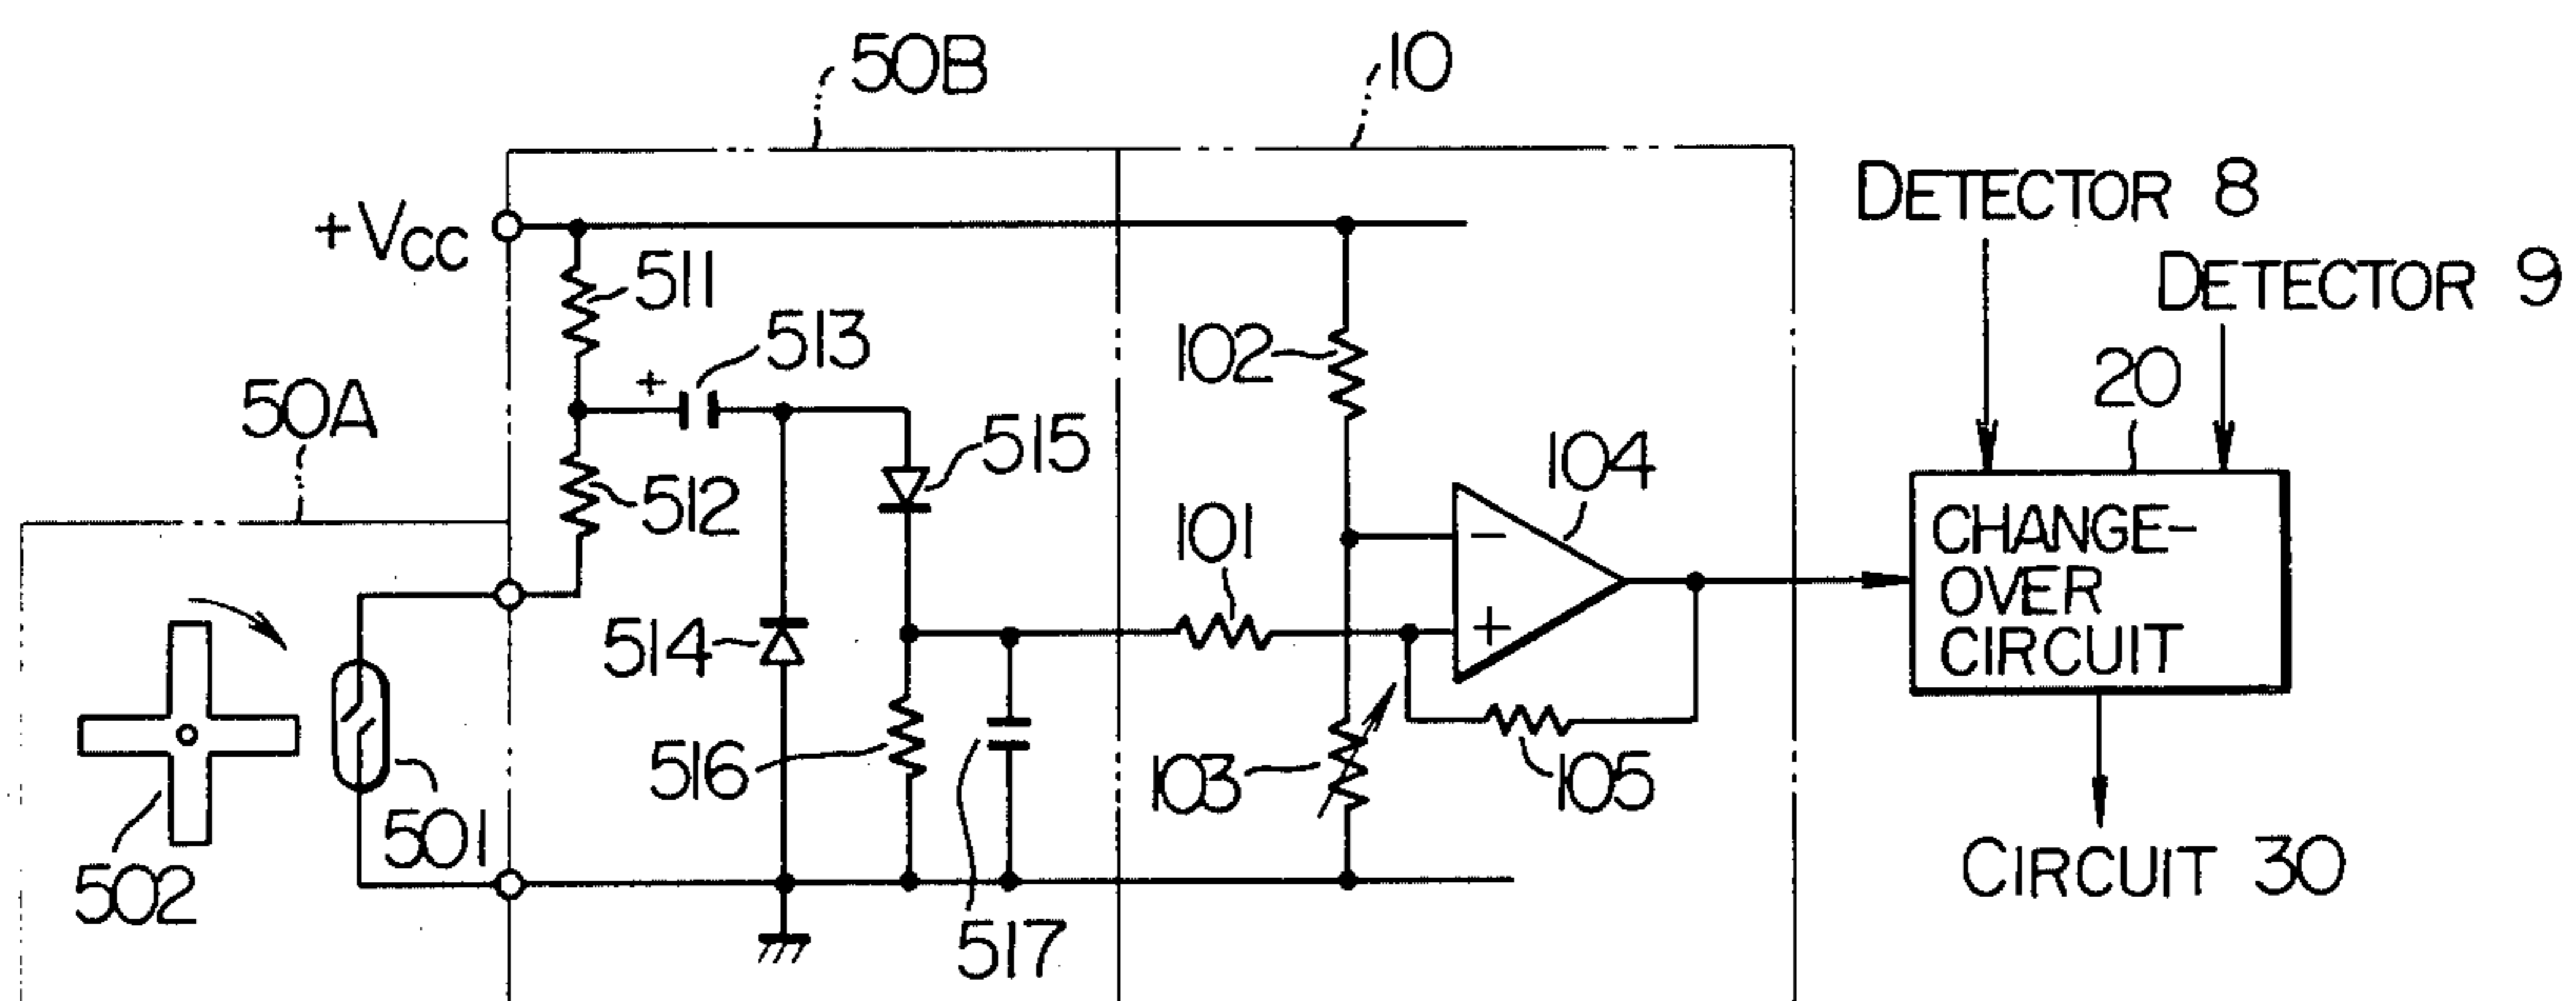 50B
10
+VCC
511
513
50A
512
515
514
516
517
501
502
102
101
104
103
105
DETECTOR 8
DETECTOR 9
20
CHANGE-
OVER
CIRCUIT
CIRCUIT 30
+
−
+